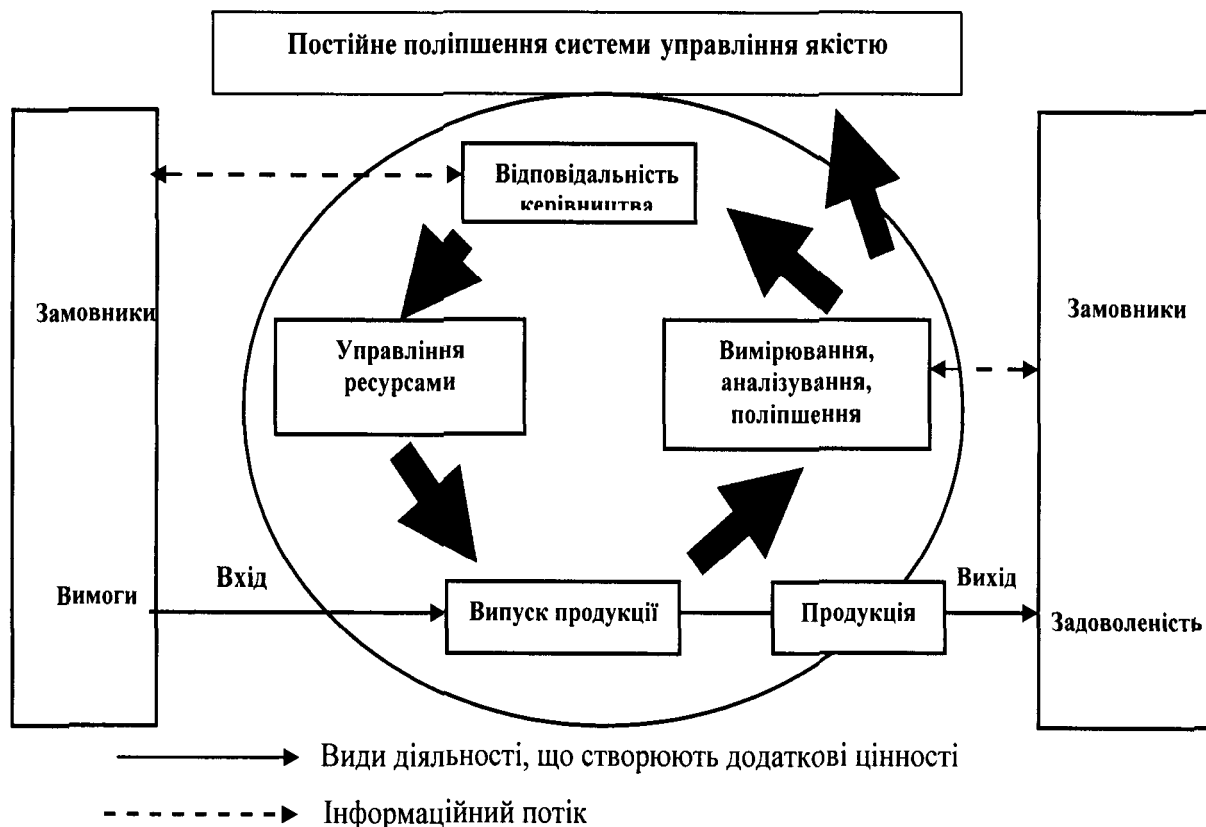 Постійне поліпшення системи управління якістю
Відповідальність
керівництва
Замовники
Управління
ресурсами
Вимірювання,
аналізування,
поліпшення
Замовники
Вимоги
Вхід
Випуск продукції
Продукція
Вихід
Задоволеність
Види діяльності, що створюють додаткові цінності
Інформаційний потік